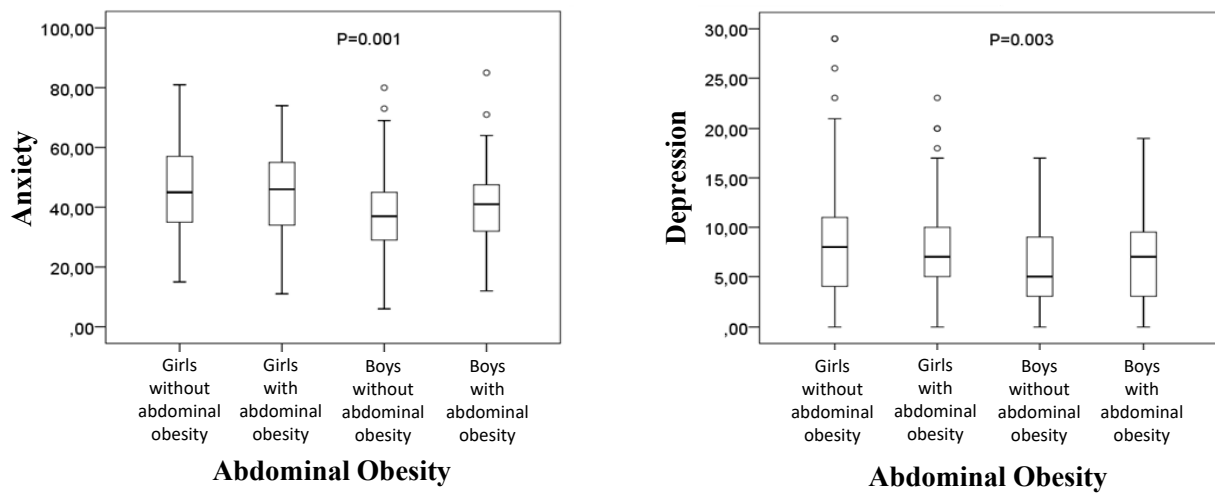 100,00
80,00
60,00
40,00
20,00
,00
Anxiety
P=0.001
Girls
without
abdominal
obesity
Girls
with
abdominal
obesity
Boys
without
abdominal
obesity
Boys
with
abdominal
obesity
Abdominal Obesity
30,00
25,00
20,00
15,00
10,00
5,00
,00
Depression
P=0.003
Girls
without
abdominal
obesity
Girls
with
abdominal
obesity
Boys
without
abdominal
obesity
Boys
with
abdominal
obesity
Abdominal Obesity